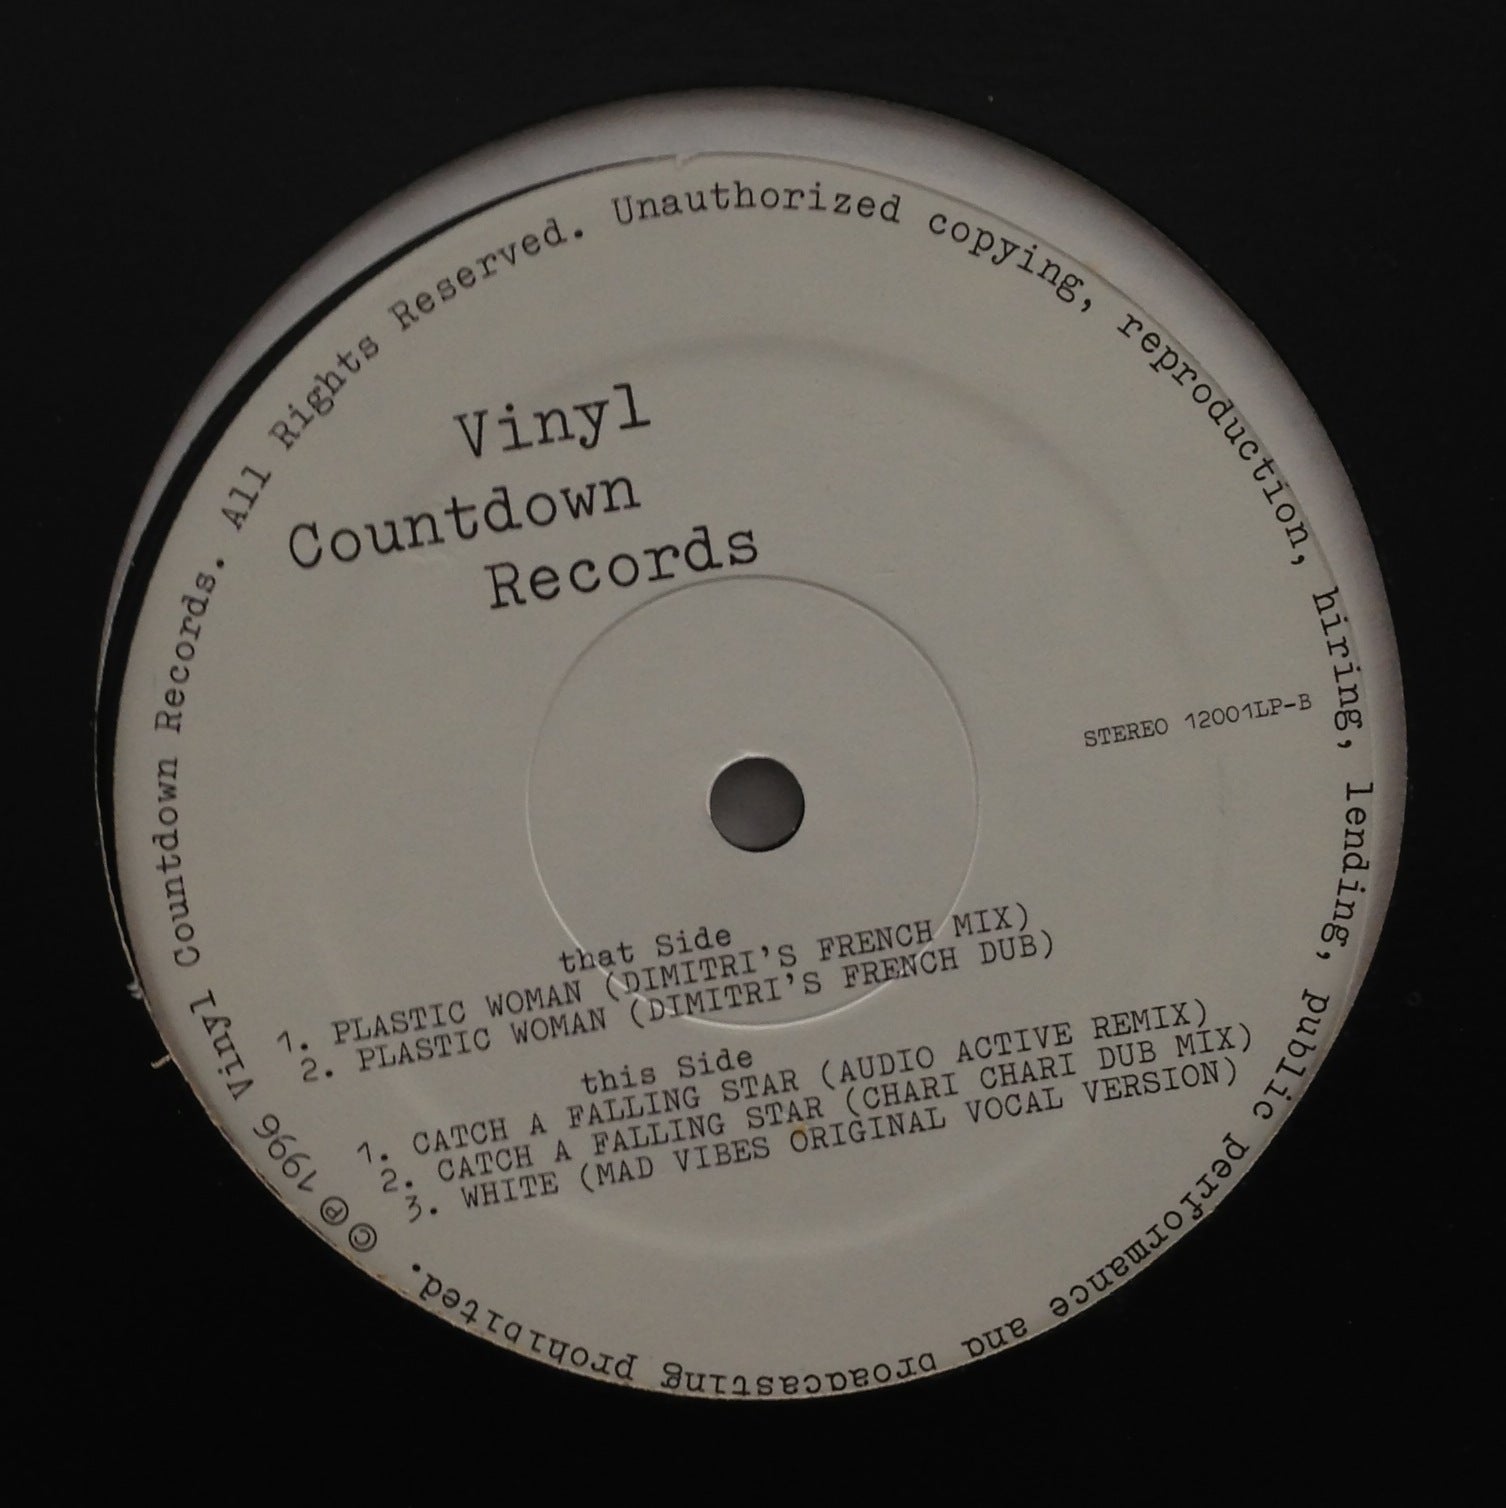 Vinyl
Countdown
Records
STEREO 12001LP-B
that Side
1. PLASTIC WOMAN (DIMITRI'S FRENCH MIX)
2. PLASTIC WOMAN (DIMITRI'S FRENCH DUB)
this Side
1. CATCH A FALLING STAR (AUDIO ACTIVE REMIX)
2. CATCH A FALLING STAR (CHARI CHARI DUB MIX)
3. WHITE (MAD VIBES ORIGINAL VOCAL VERSION)
©℗ 1996 Vinyl Countdown Records. All Rights Reserved. Unauthorized copying, reproduction, hiring, lending, public performance and broadcasting prohibited.